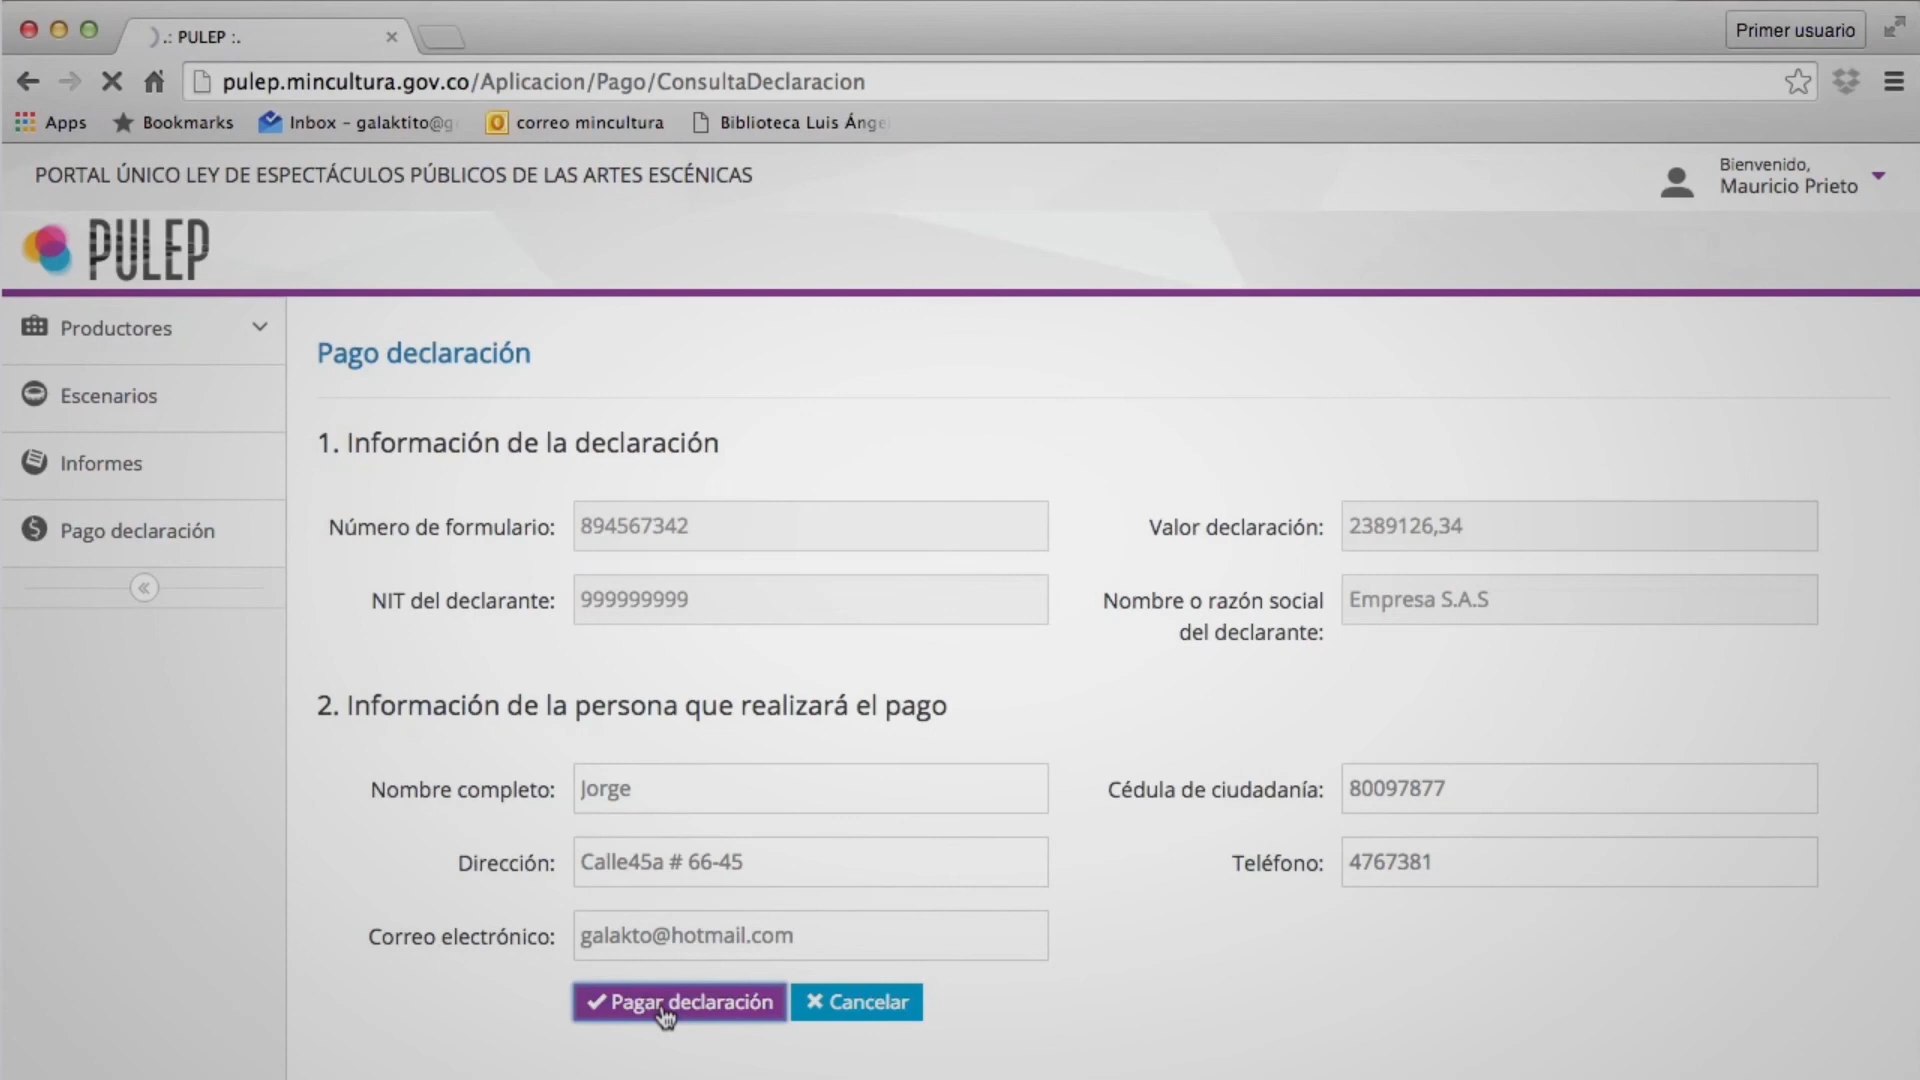 .: PULEP :.
Primer usuario
pulep.mincultura.gov.co/Aplicacion/Pago/ConsultaDeclaracion
Apps Bookmarks Inbox - galaktito@g correo mincultura Biblioteca Luis Ánge
PORTAL ÚNICO LEY DE ESPECTÁCULOS PÚBLICOS DE LAS ARTES ESCÉNICAS
Bienvenido,
Mauricio Prieto
PULEP
Productores
Escenarios
Informes
Pago declaración
Pago declaración
1. Información de la declaración
Número de formulario: 894567342 Valor declaración: 2389126,34
NIT del declarante: 999999999 Nombre o razón social Empresa S.A.S
del declarante:
2. Información de la persona que realizará el pago
Nombre completo: Jorge Cédula de ciudadanía: 80097877
Dirección: Calle45a # 66-45 Teléfono: 4767381
Correo electrónico: galakto@hotmail.com
Pagar declaración Cancelar